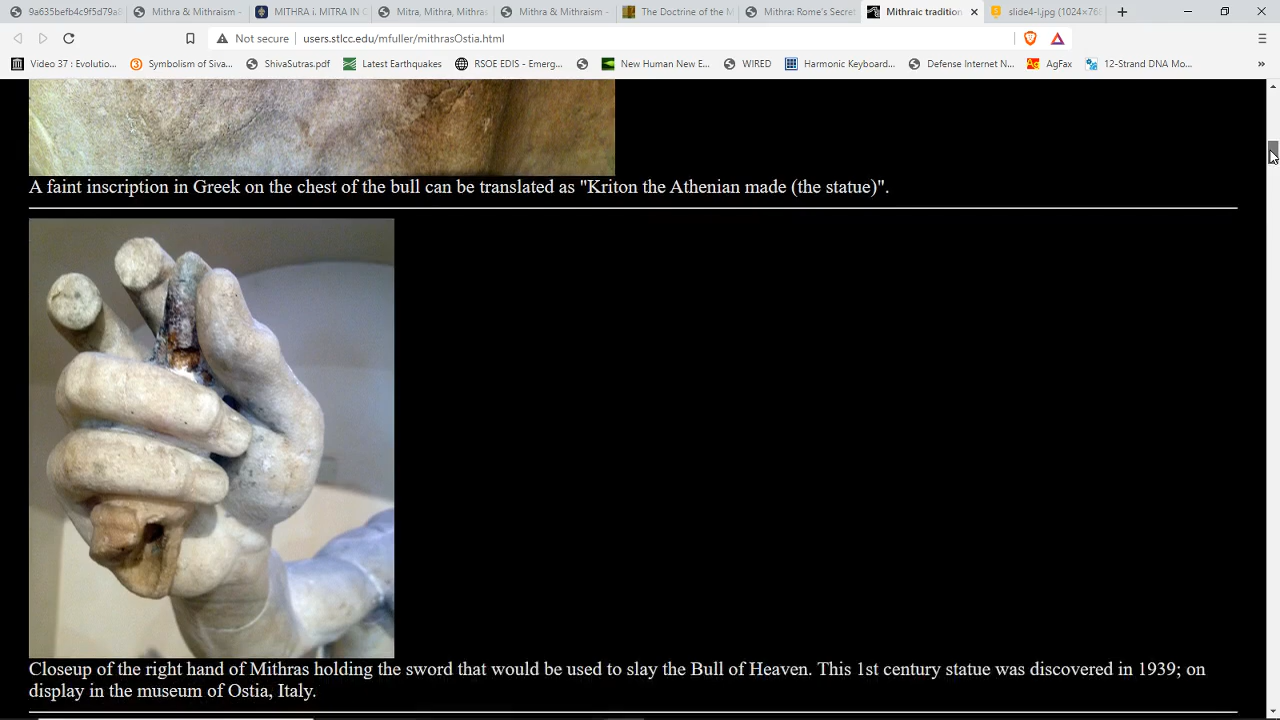 9a635befb4c9f5d79a8
Mithra & Mithraism -
MITHRA i. MITRA IN O
Mitra, Mithra, Mithras
Mithra & Mithraism -
The Doctrine of the M
Mithra: Rome's Secret
Mithraic tradition
slide4-l.jpg (1024×76
Not secure users.stlcc.edu/mfuller/mithrasOstia.html
Video 37 : Evolutio...
Symbolism of Siva...
ShivaSutras.pdf
Latest Earthquakes
RSOE EDIS - Emerg...
New Human New E...
WIRED
Harmonic Keyboard...
Defense Internet N...
AgFax
12-Strand DNA Mo...
A faint inscription in Greek on the chest of the bull can be translated as "Kriton the Athenian made (the statue)".
Closeup of the right hand of Mithras holding the sword that would be used to slay the Bull of Heaven. This 1st century statue was discovered in 1939; on
display in the museum of Ostia, Italy.